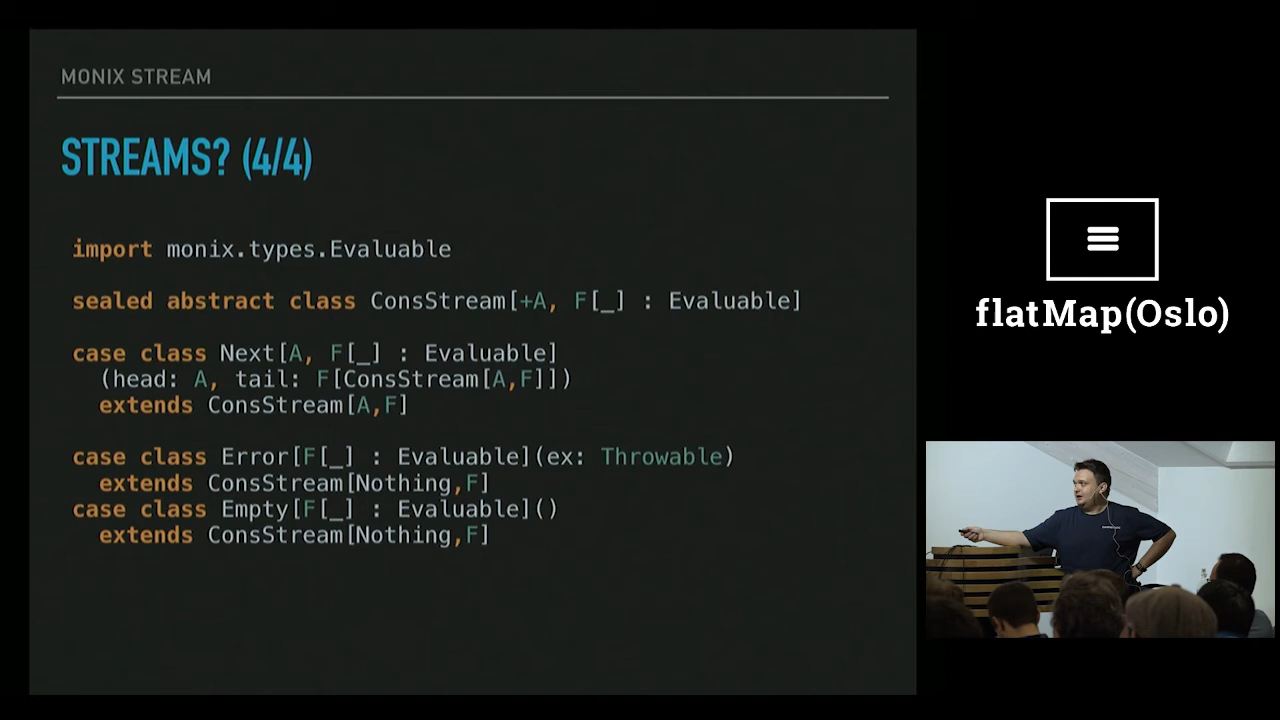 MONIX STREAM
STREAMS? (4/4)
import monix.types.Evaluable
sealed abstract class ConsStream[+A, F[_] : Evaluable]
case class Next[A, F[_] : Evaluable]
(head: A, tail: F[ConsStream[A,F]])
extends ConsStream[A,F]
case class Error[F[_] : Evaluable](ex: Throwable)
extends ConsStream[Nothing,F]
case class Empty[F[_] : Evaluable]()
extends ConsStream[Nothing,F]
flatMap(Oslo)